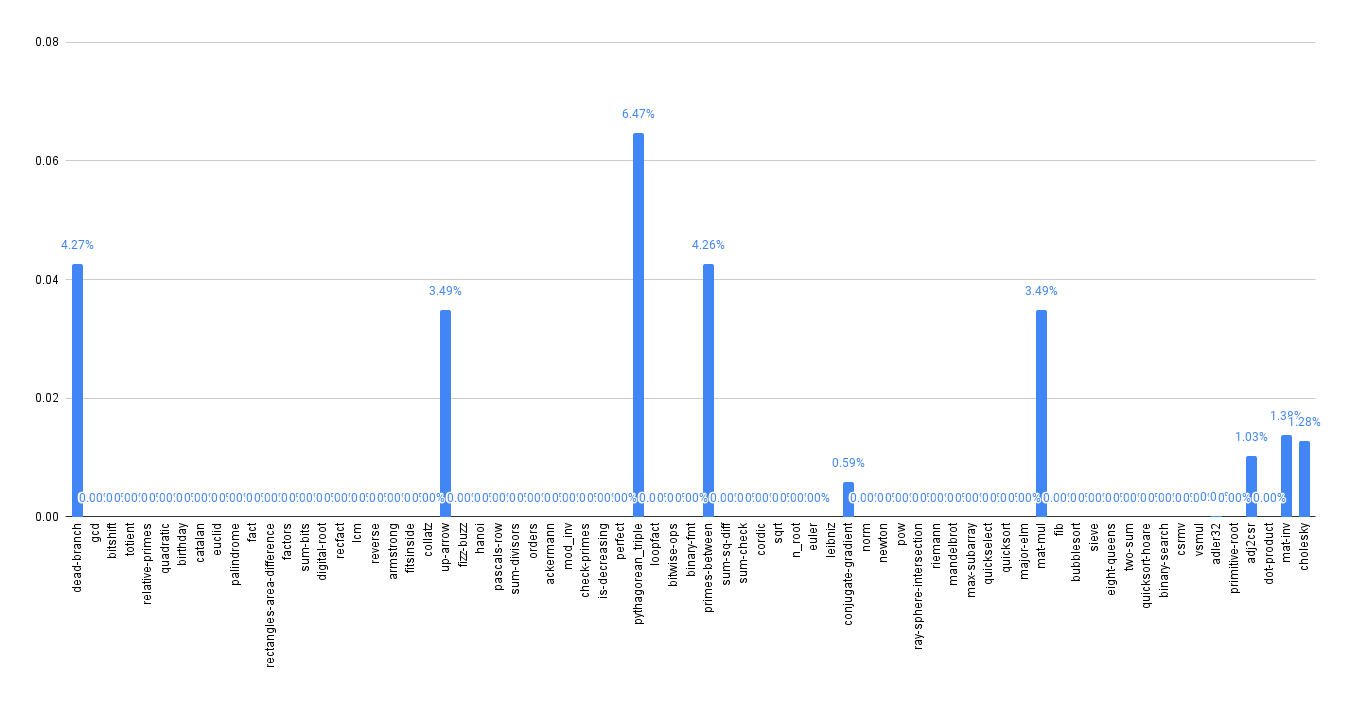 0.08
0.06
0.04
0.02
0.00
4.27%
3.49%
6.47%
4.26%
0.59%
3.49%
1.03%
1.38%
1.28%
0.00%
dead-branch
gcd
bitshift
totient
relative-primes
quadratic
birthday
catalan
euclid
palindrome
fact
rectangles-area-difference
factors
sum-bits
digital-root
recfact
lcm
reverse
armstrong
fitsinside
collatz
up-arrow
fizz-buzz
hanoi
pascals-row
sum-divisors
orders
ackermann
mod_inv
check-primes
is-decreasing
perfect
pythagorean_triple
loopfact
bitwise-ops
binary-fmt
primes-between
sum-sq-diff
sum-check
cordic
sqrt
n_root
euler
leibniz
conjugate-gradient
norm
newton
pow
ray-sphere-intersection
riemann
mandelbrot
max-subarray
quickselect
quicksort
major-elm
mat-mul
fib
bubblesort
sieve
eight-queens
two-sum
quicksort-hoare
binary-search
csrmv
vsmul
adler32
primitive-root
adj2csr
dot-product
mat-inv
cholesky